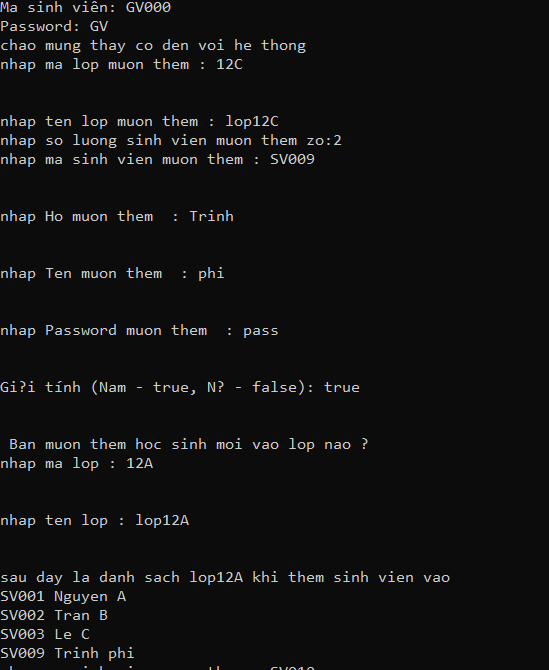 Ma sinh viên: GV000
Password: GV
chao mung thay co den voi he thong
nhap ma lop muon them : 12C
nhap ten lop muon them : lop12C
nhap so luong sinh vien muon them zo:2
nhap ma sinh vien muon them : SV009
nhap Ho muon them  : Trinh
nhap Ten muon them  : phi
nhap Password muon them  : pass
Gi?i tính (Nam - true, N? - false): true
Ban muon them hoc sinh moi vao lop nao ?
nhap ma lop : 12A
nhap ten lop : lop12A
sau day la danh sach lop12A khi them sinh vien vao
SV001 Nguyen A
SV002 Tran B
SV003 Le C
SV009 Trinh phi